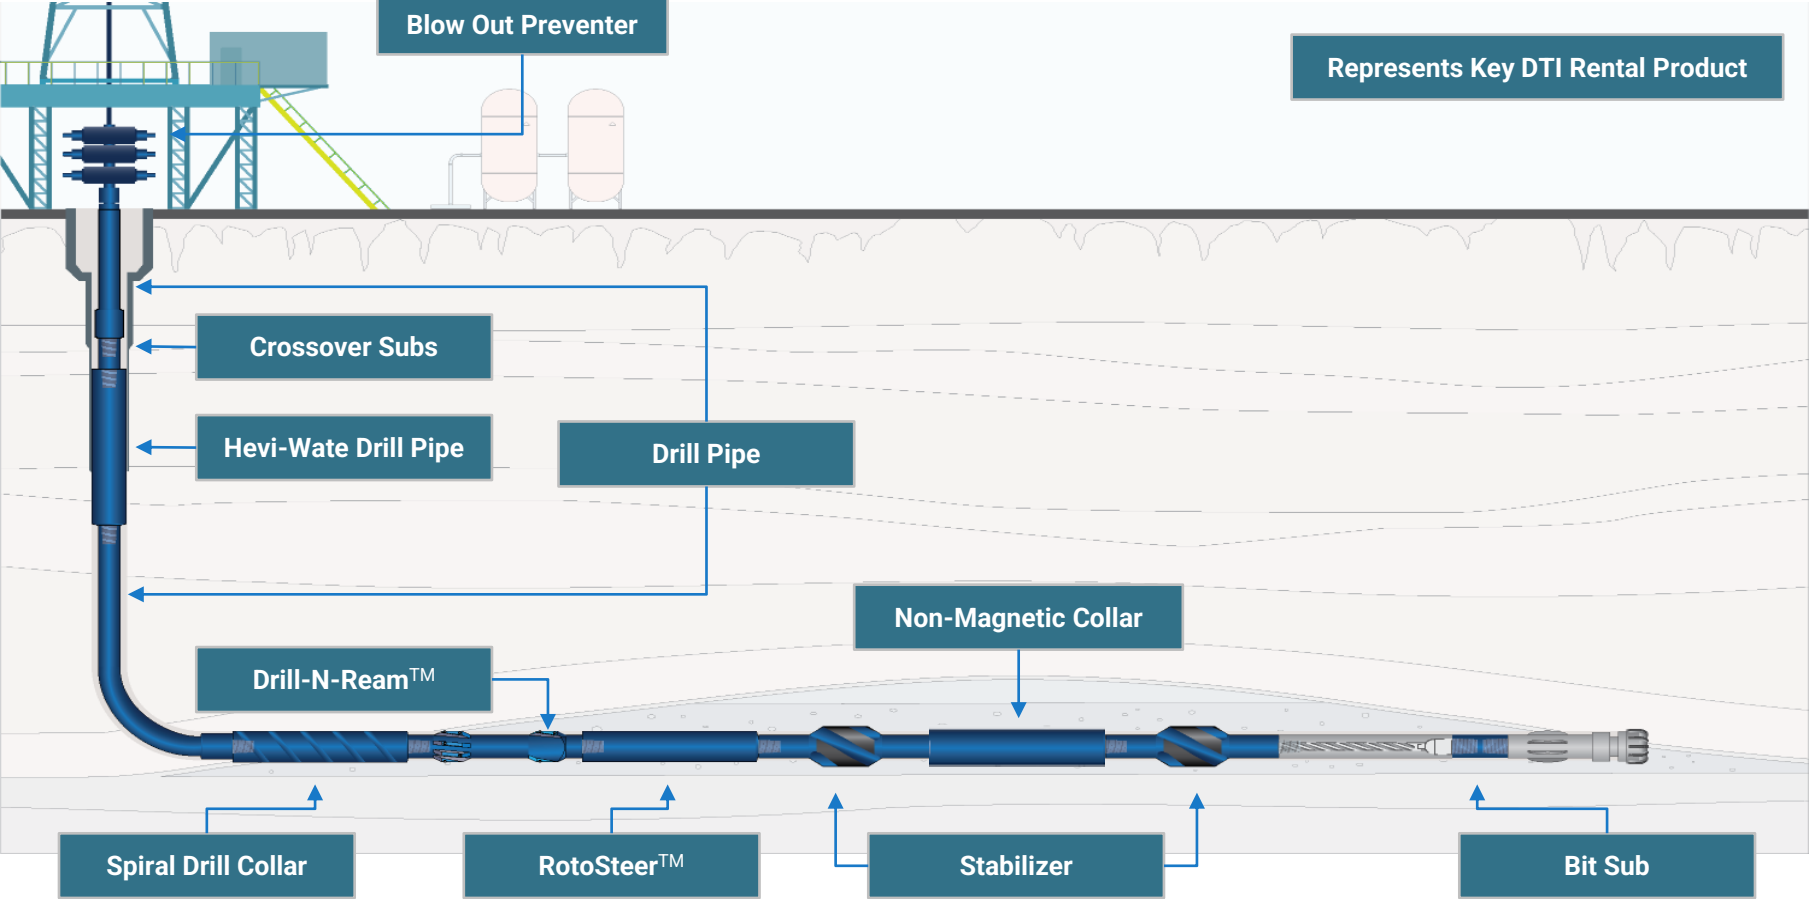 Blow Out Preventer
Represents Key DTI Rental Product
Crossover Subs
Hevi-Wate Drill Pipe
Drill Pipe
Non-Magnetic Collar
Drill-N-Ream™
Spiral Drill Collar
RotoSteer™
Stabilizer
Bit Sub